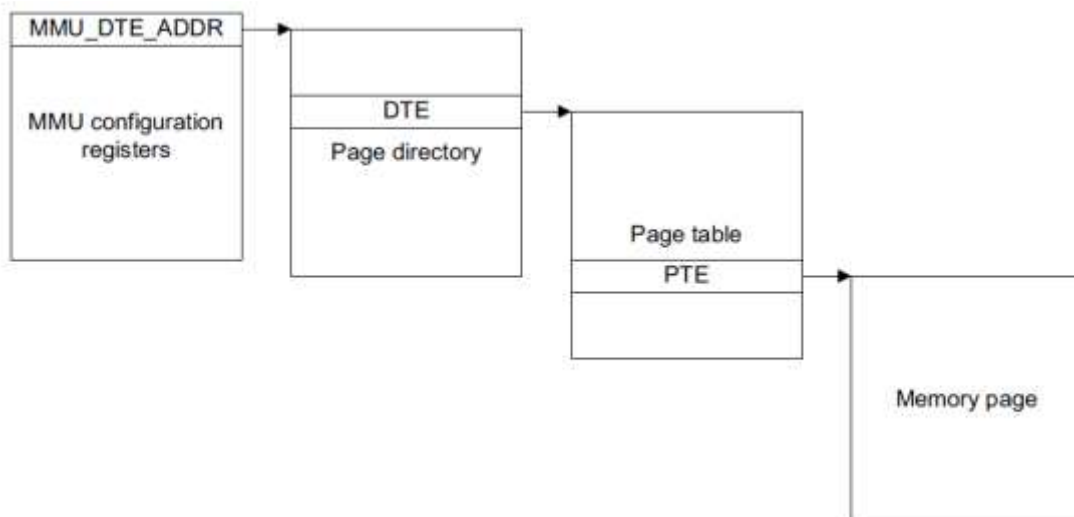 MMU_DTE_ADDR
MMU configuration
registers
DTE
Page directory
Page table
PTE
Memory page